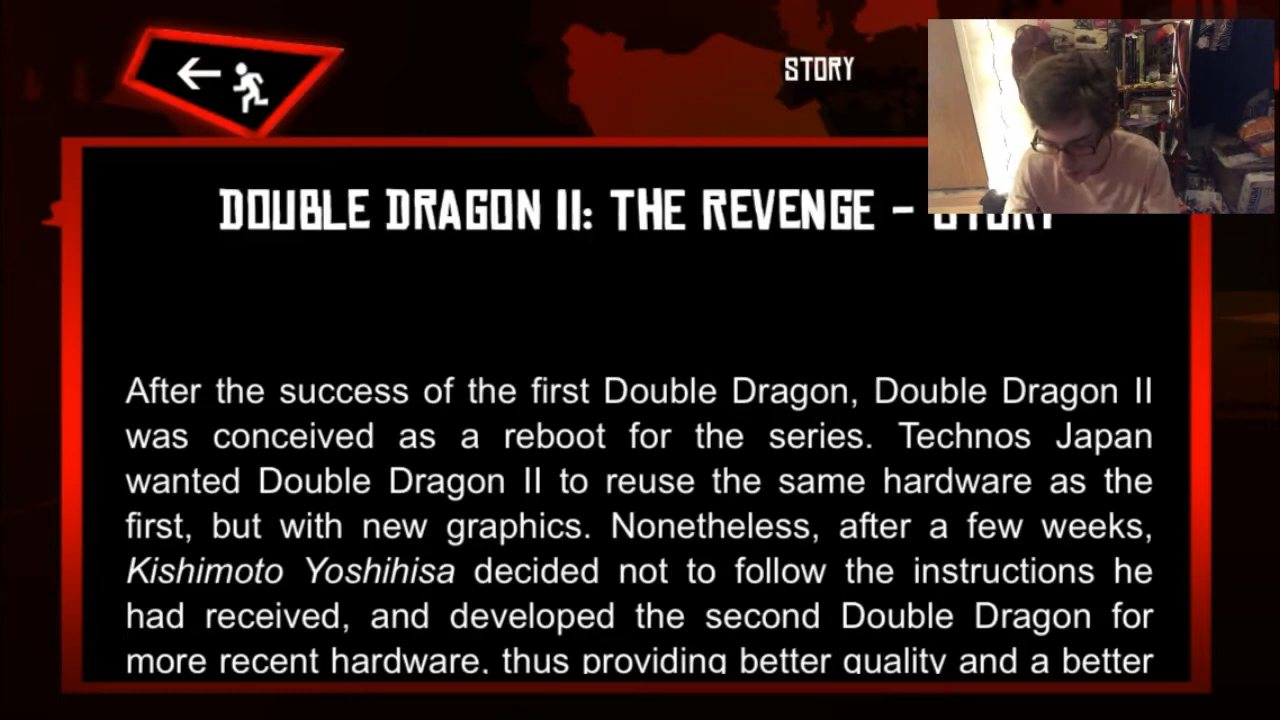 STORY
DOUBLE DRAGON II: THE REVENGE - STORY
After the success of the first Double Dragon, Double Dragon II
was conceived as a reboot for the series. Technos Japan
wanted Double Dragon II to reuse the same hardware as the
first, but with new graphics. Nonetheless, after a few weeks,
Kishimoto Yoshihisa decided not to follow the instructions he
had received, and developed the second Double Dragon for
more recent hardware, thus providing better quality and a better